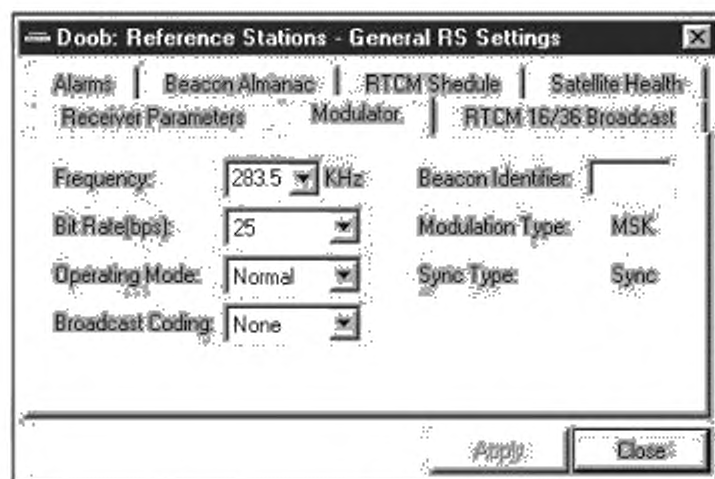 Doob: Reference Stations - General RS Settings
Alarms Beacon Almanac RTCM Shedule Satellite Health
Receiver Parameters Modulator RTCM 16/36 Broadcast
Frequency: 283.5 KHz Beacon Identifier:
Bit Rate(bps): 25 Modulation Type: MSK
Operating Mode: Normal Sync Type: Sync
Broadcast Coding: None
Apply Close